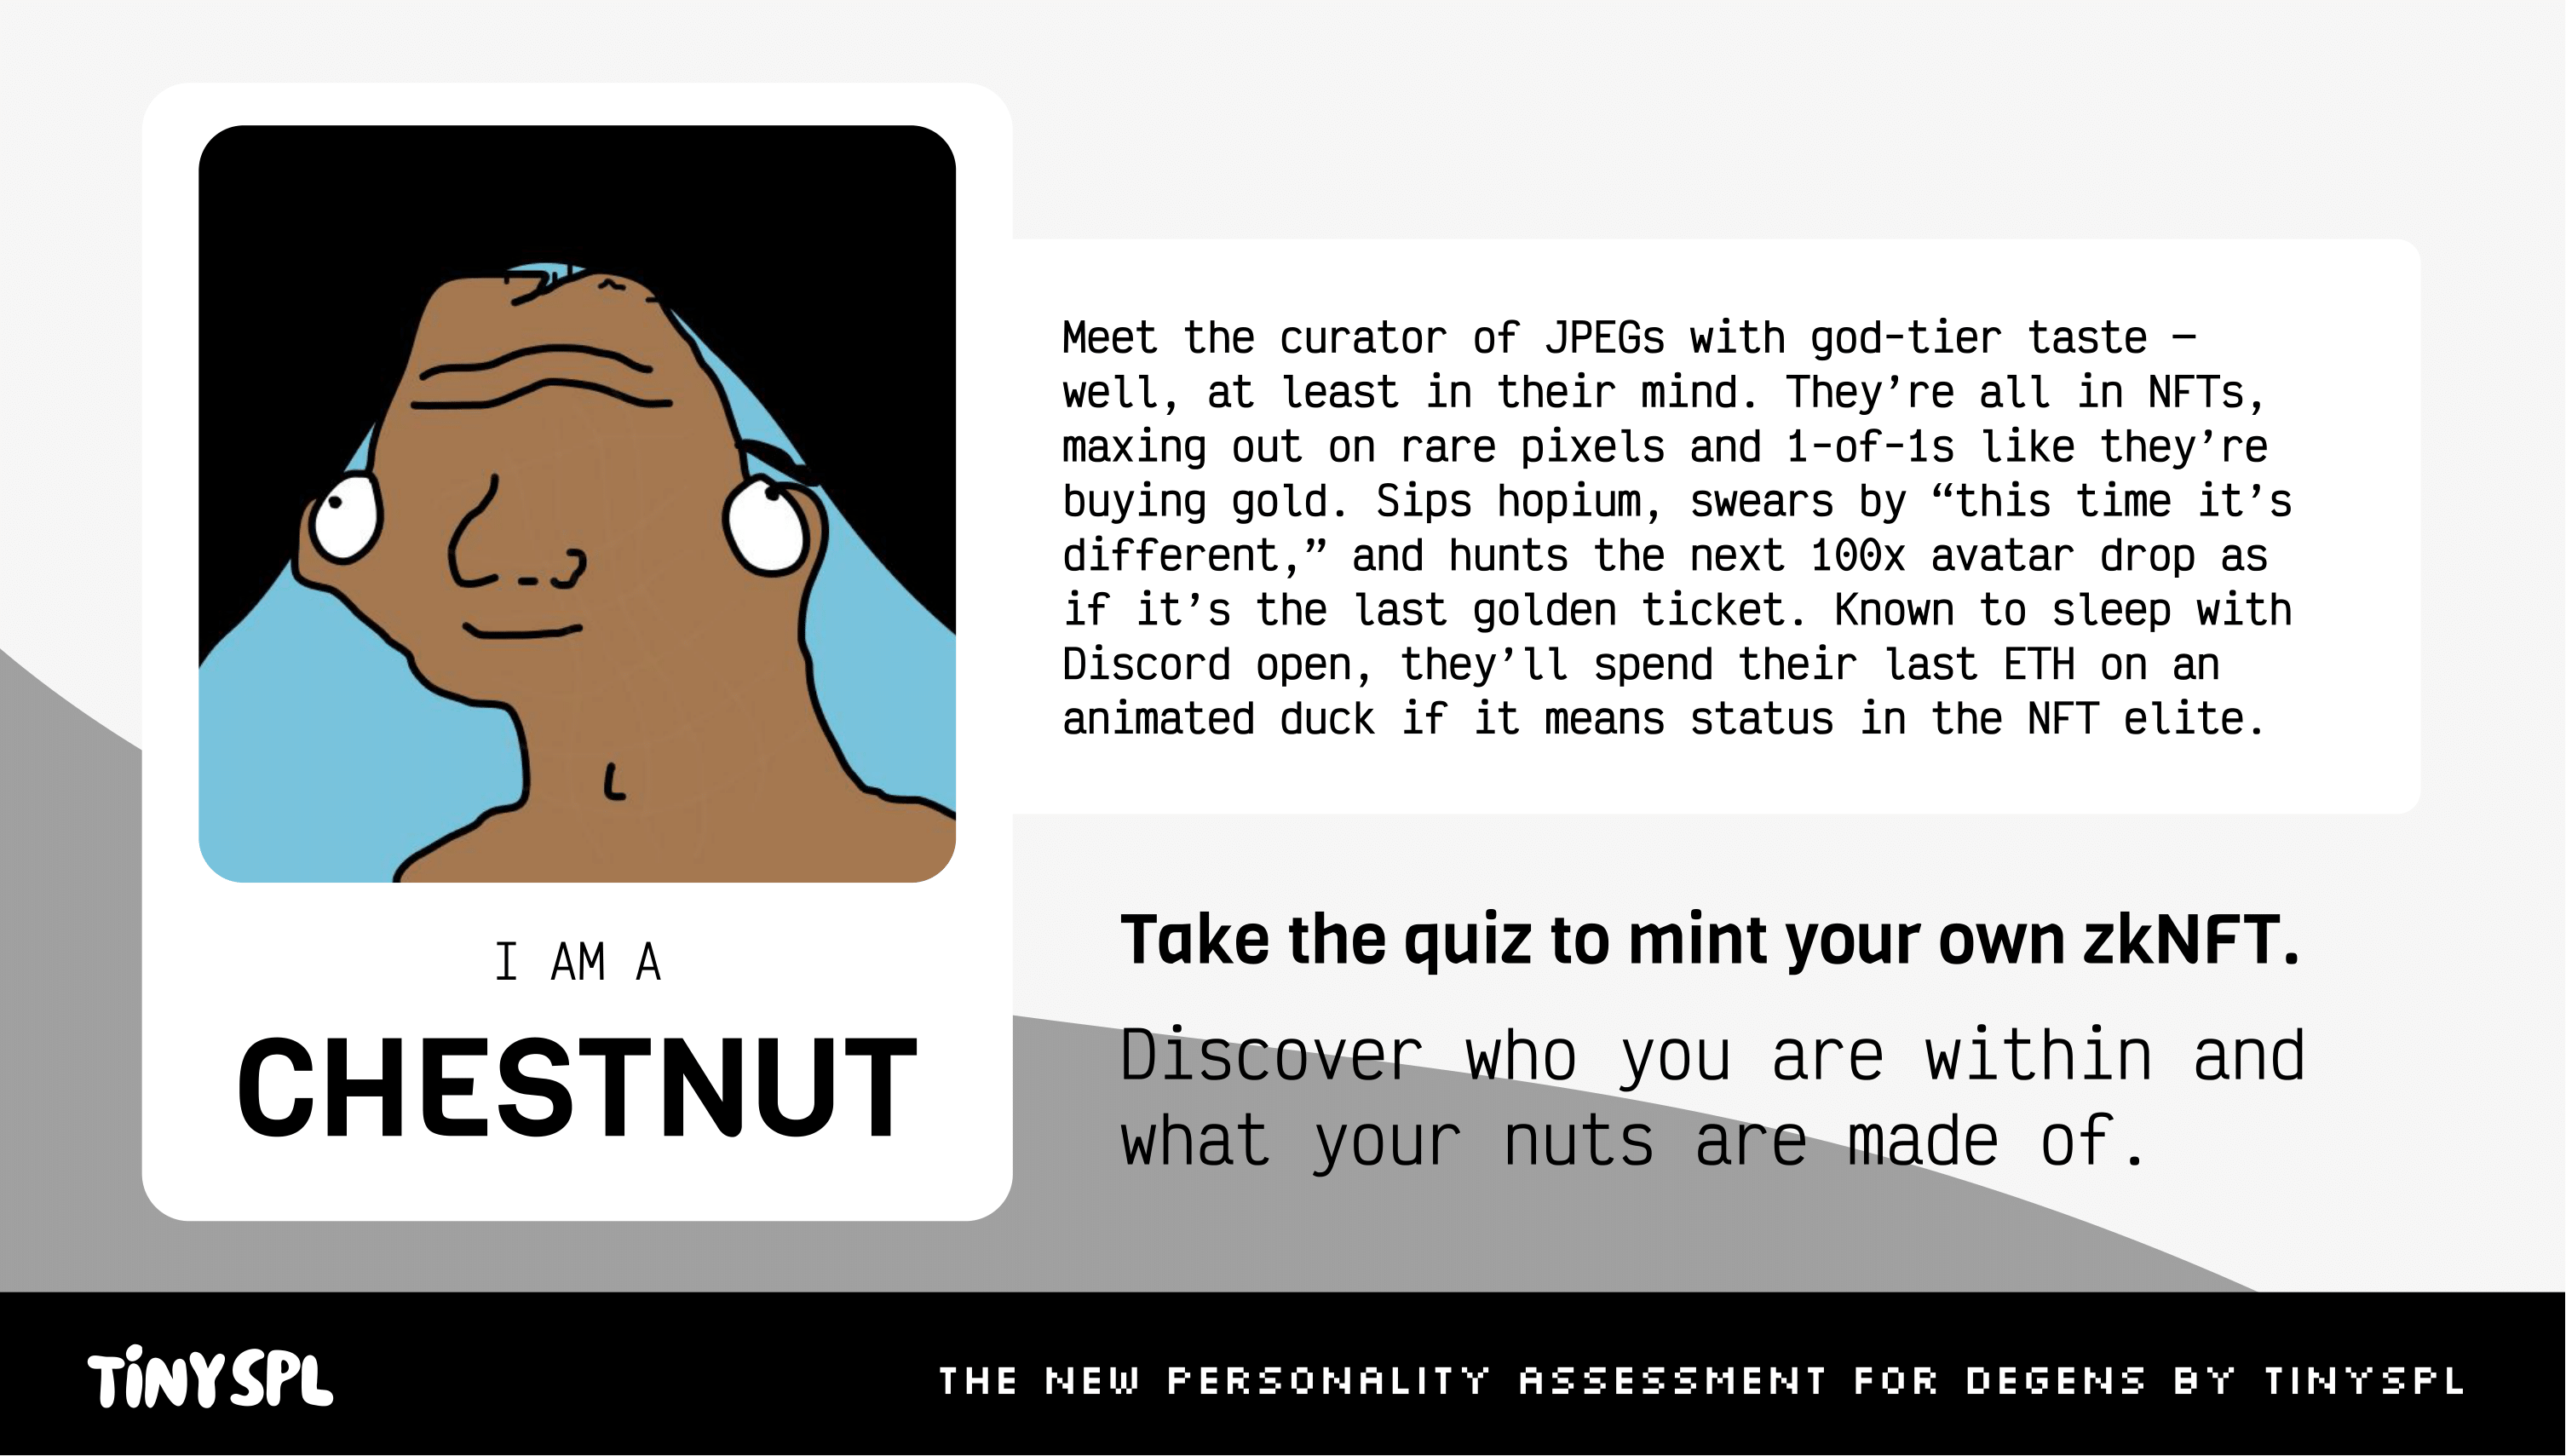 Meet the curator of JPEGs with god-tier taste –
well, at least in their mind. They’re all in NFTs,
maxing out on rare pixels and 1-of-1s like they’re
buying gold. Sips hopium, swears by “this time it’s
different,” and hunts the next 100x avatar drop as
if it’s the last golden ticket. Known to sleep with
Discord open, they’ll spend their last ETH on an
animated duck if it means status in the NFT elite.
I AM A
CHESTNUT
Take the quiz to mint your own zkNFT.
Discover who you are within and
what your nuts are made of.
TiNYSPL
THE NEW PERSONALITY ASSESSMENT FOR DEGENS BY TINYSPL